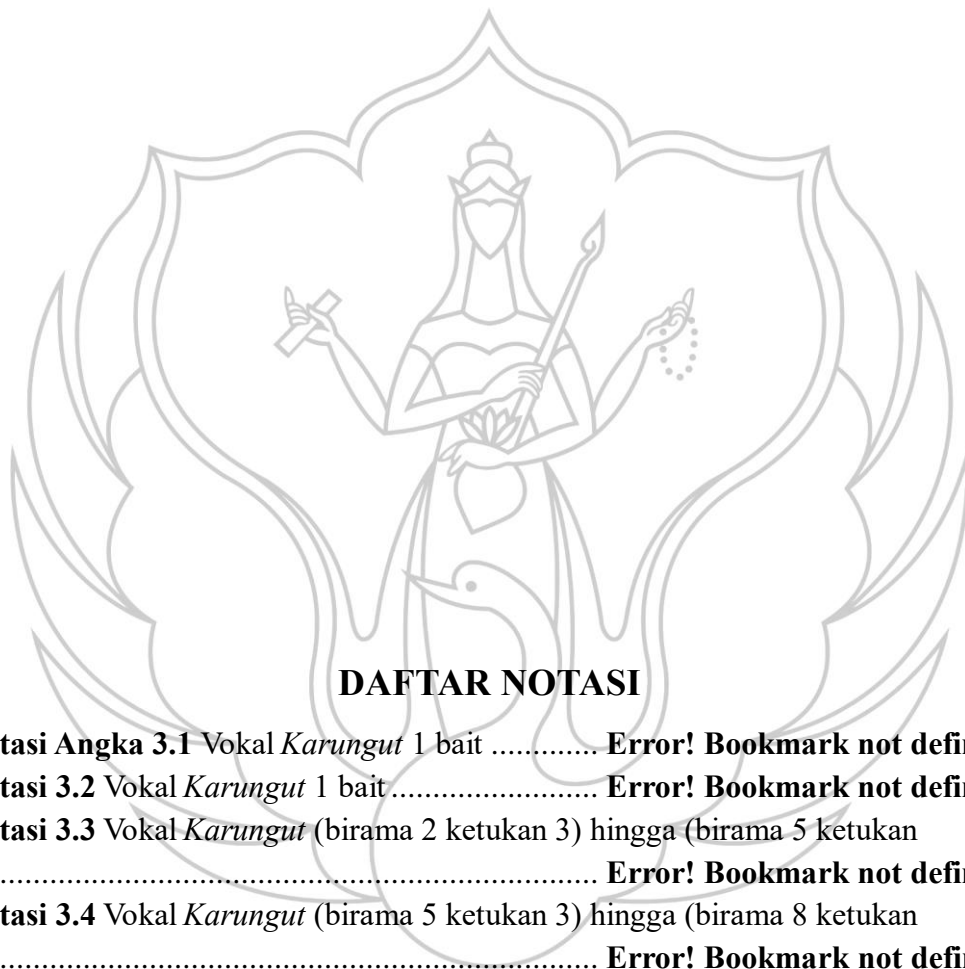 DAFTAR NOTASI
tasi Angka 3.1 Vokal Karungut 1 bait ............. Error! Bookmark not defin
tasi 3.2 Vokal Karungut 1 bait ......................... Error! Bookmark not defin
tasi 3.3 Vokal Karungut (birama 2 ketukan 3) hingga (birama 5 ketukan
........................................................................ Error! Bookmark not defin
tasi 3.4 Vokal Karungut (birama 5 ketukan 3) hingga (birama 8 ketukan
........................................................................ Error! Bookmark not defin